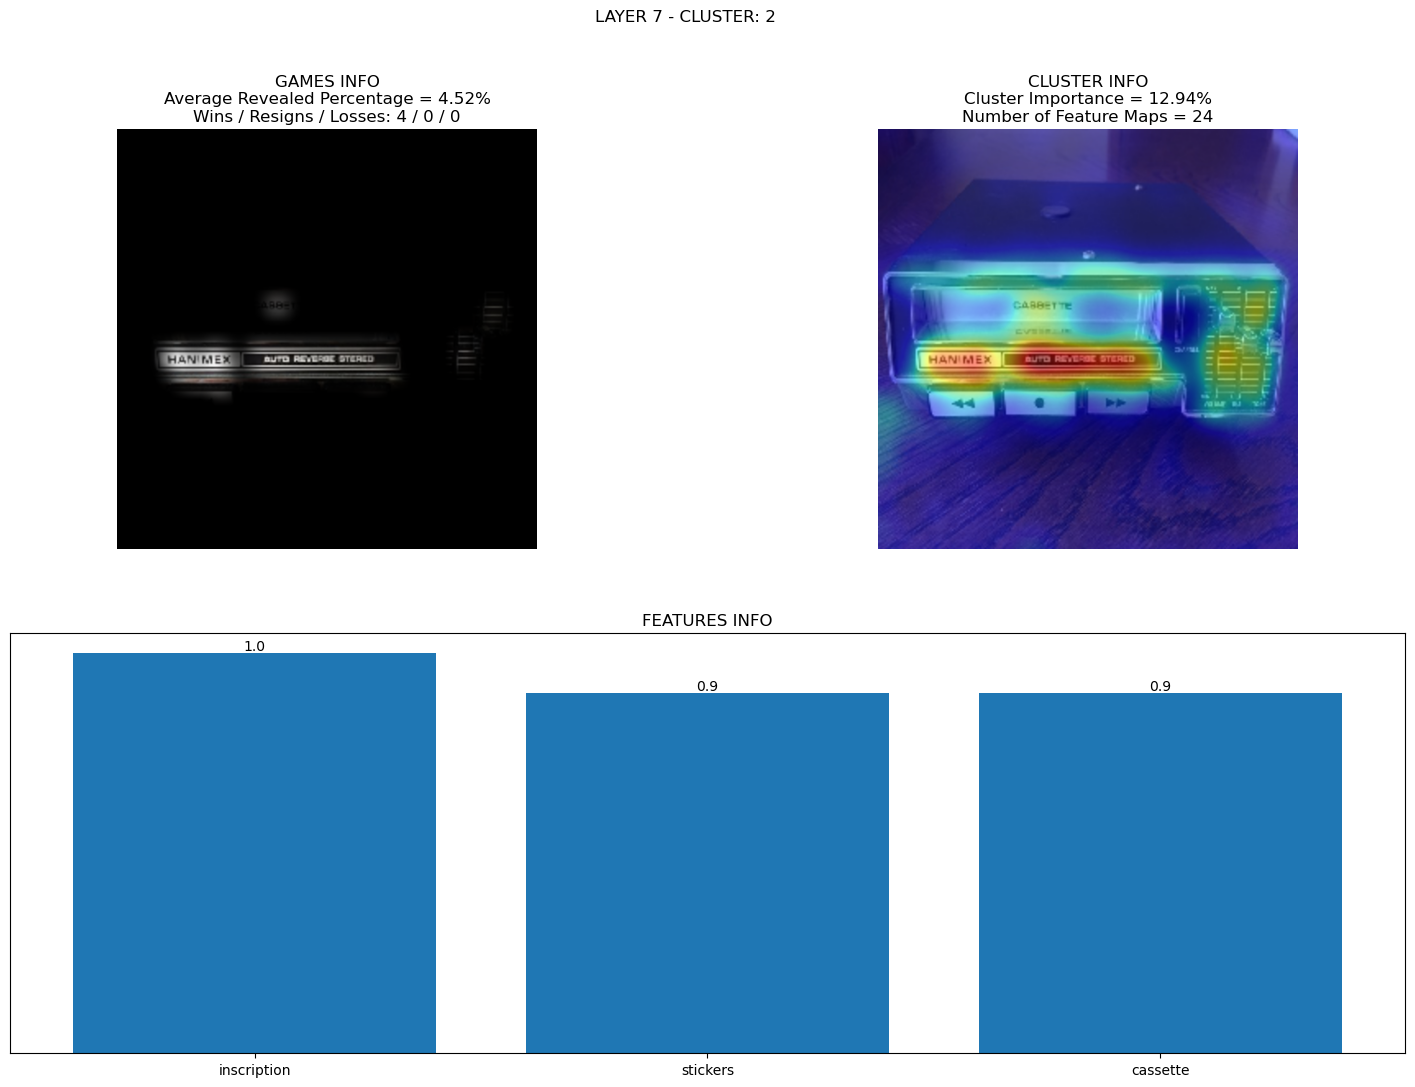 LAYER 7 - CLUSTER: 2
GAMES INFO
Average Revealed Percentage = 4.52%
Wins / Resigns / Losses: 4 / 0 / 0
CLUSTER INFO
Cluster Importance = 12.94%
Number of Feature Maps = 24
HANIMEX AUTO REVERSE STEREO
CASSETTE
HANIMEX AUTO REVERSE STEREO
FEATURES INFO
1.0
0.9
0.9
inscription
stickers
cassette